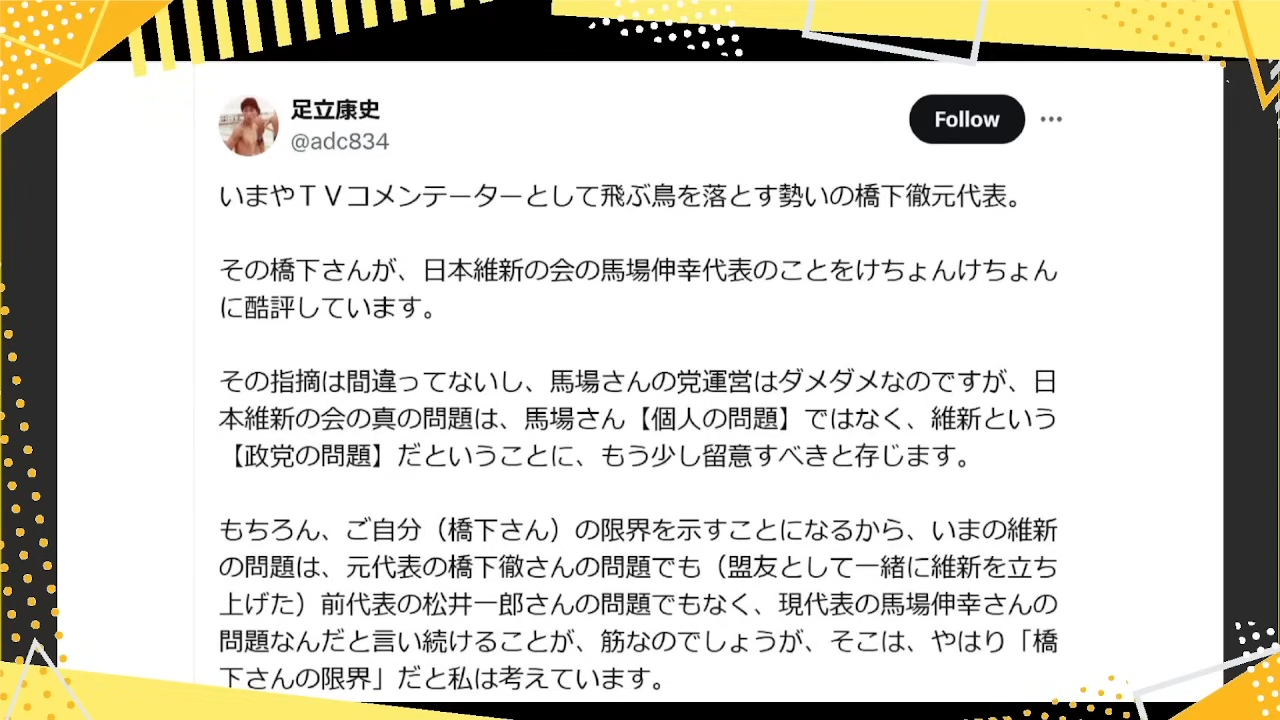 足立康史
@adc834
Follow
いまやＴＶコメンテーターとして飛ぶ鳥を落とす勢いの橋下徹元代表。
その橋下さんが、日本維新の会の馬場伸幸代表のことをけちょんけちょん
に酷評しています。
その指摘は間違ってないし、馬場さんの党運営はダメダメなのですが、日
本維新の会の真の問題は、馬場さん【個人の問題】ではなく、維新という
【政党の問題】だということに、もう少し留意すべきと存じます。
もちろん、ご自分（橋下さん）の限界を示すことになるから、いまの維新
の問題は、元代表の橋下徹さんの問題でも（盟友として一緒に維新を立ち
上げた）前代表の松井一郎さんの問題でもなく、現代表の馬場伸幸さんの
問題なんだと言い続けることが、筋なのでしょうが、そこは、やはり「橋
下さんの限界」だと私は考えています。